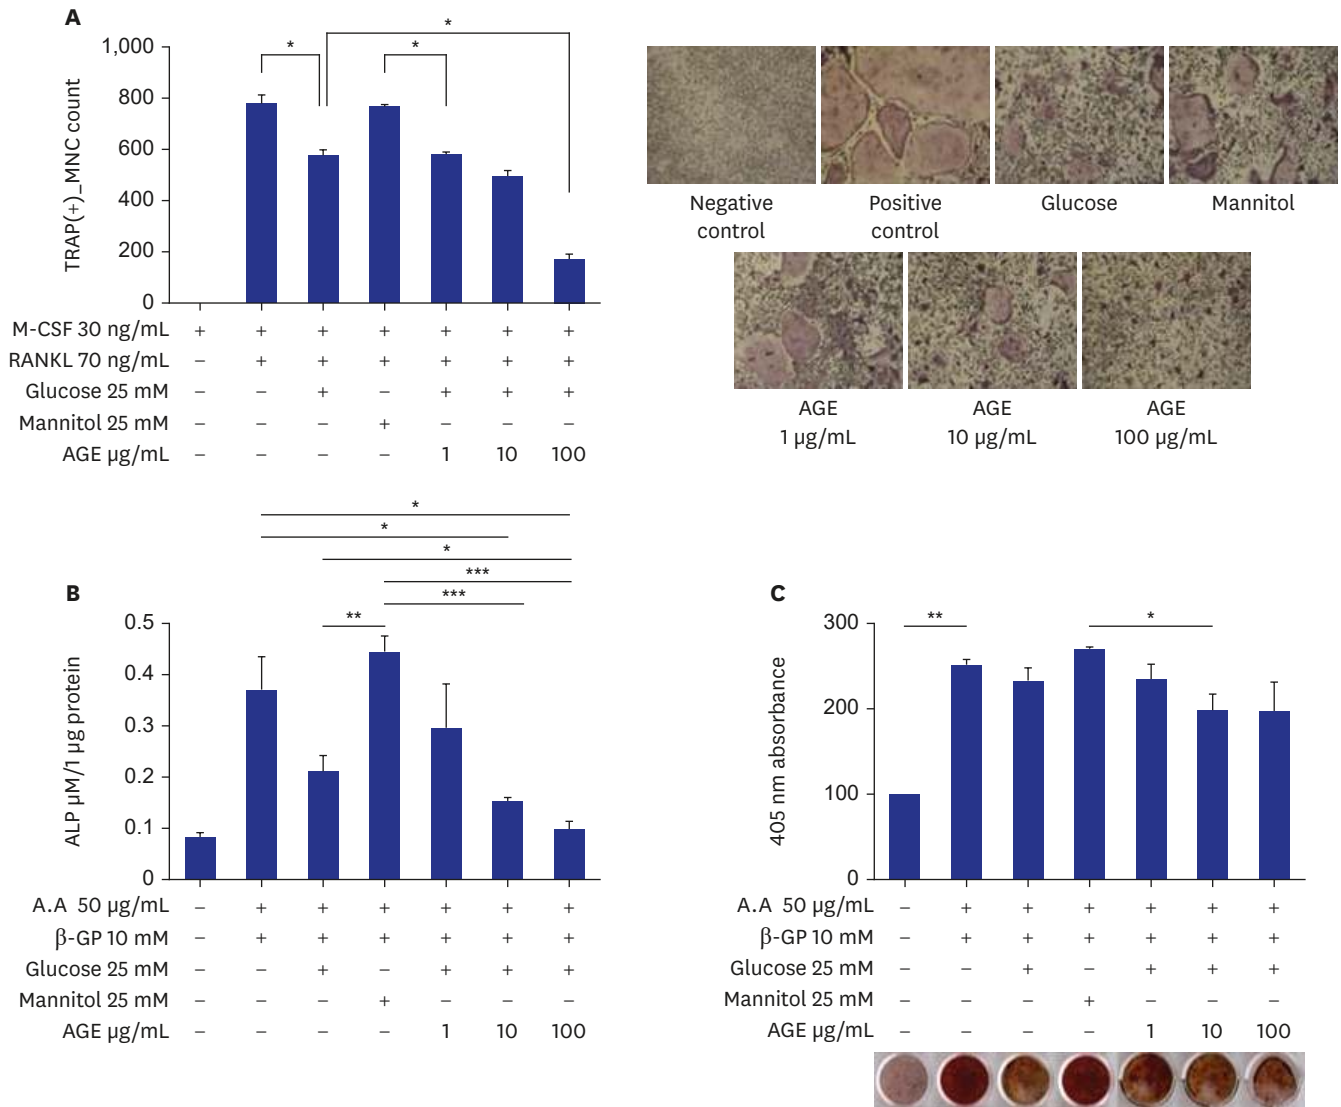 A
*
*
*
1,000
800
600
400
200
0
TRAP(+)_MNC count
M-CSF 30 ng/mL + + + + + + +
RANKL 70 ng/mL – + + + + + +
Glucose 25 mM – – + – + + +
Mannitol 25 mM – – – + – – –
AGE µg/mL – – – – 1 10 100
Negative control
Positive control
Glucose
Mannitol
AGE 1 µg/mL
AGE 10 µg/mL
AGE 100 µg/mL
B
*
*
*
***
***
**
0.5
0.4
0.3
0.2
0.1
0
ALP µM/1 µg protein
A.A 50 µg/mL – + + + + + +
β-GP 10 mM – + + + + + +
Glucose 25 mM – – + – + + +
Mannitol 25 mM – – – + – – –
AGE µg/mL – – – – 1 10 100
C
**
*
300
200
100
0
405 nm absorbance
A.A 50 µg/mL – + + + + + +
β-GP 10 mM – + + + + + +
Glucose 25 mM – – + – + + +
Mannitol 25 mM – – – + – – –
AGE µg/mL – – – – 1 10 100